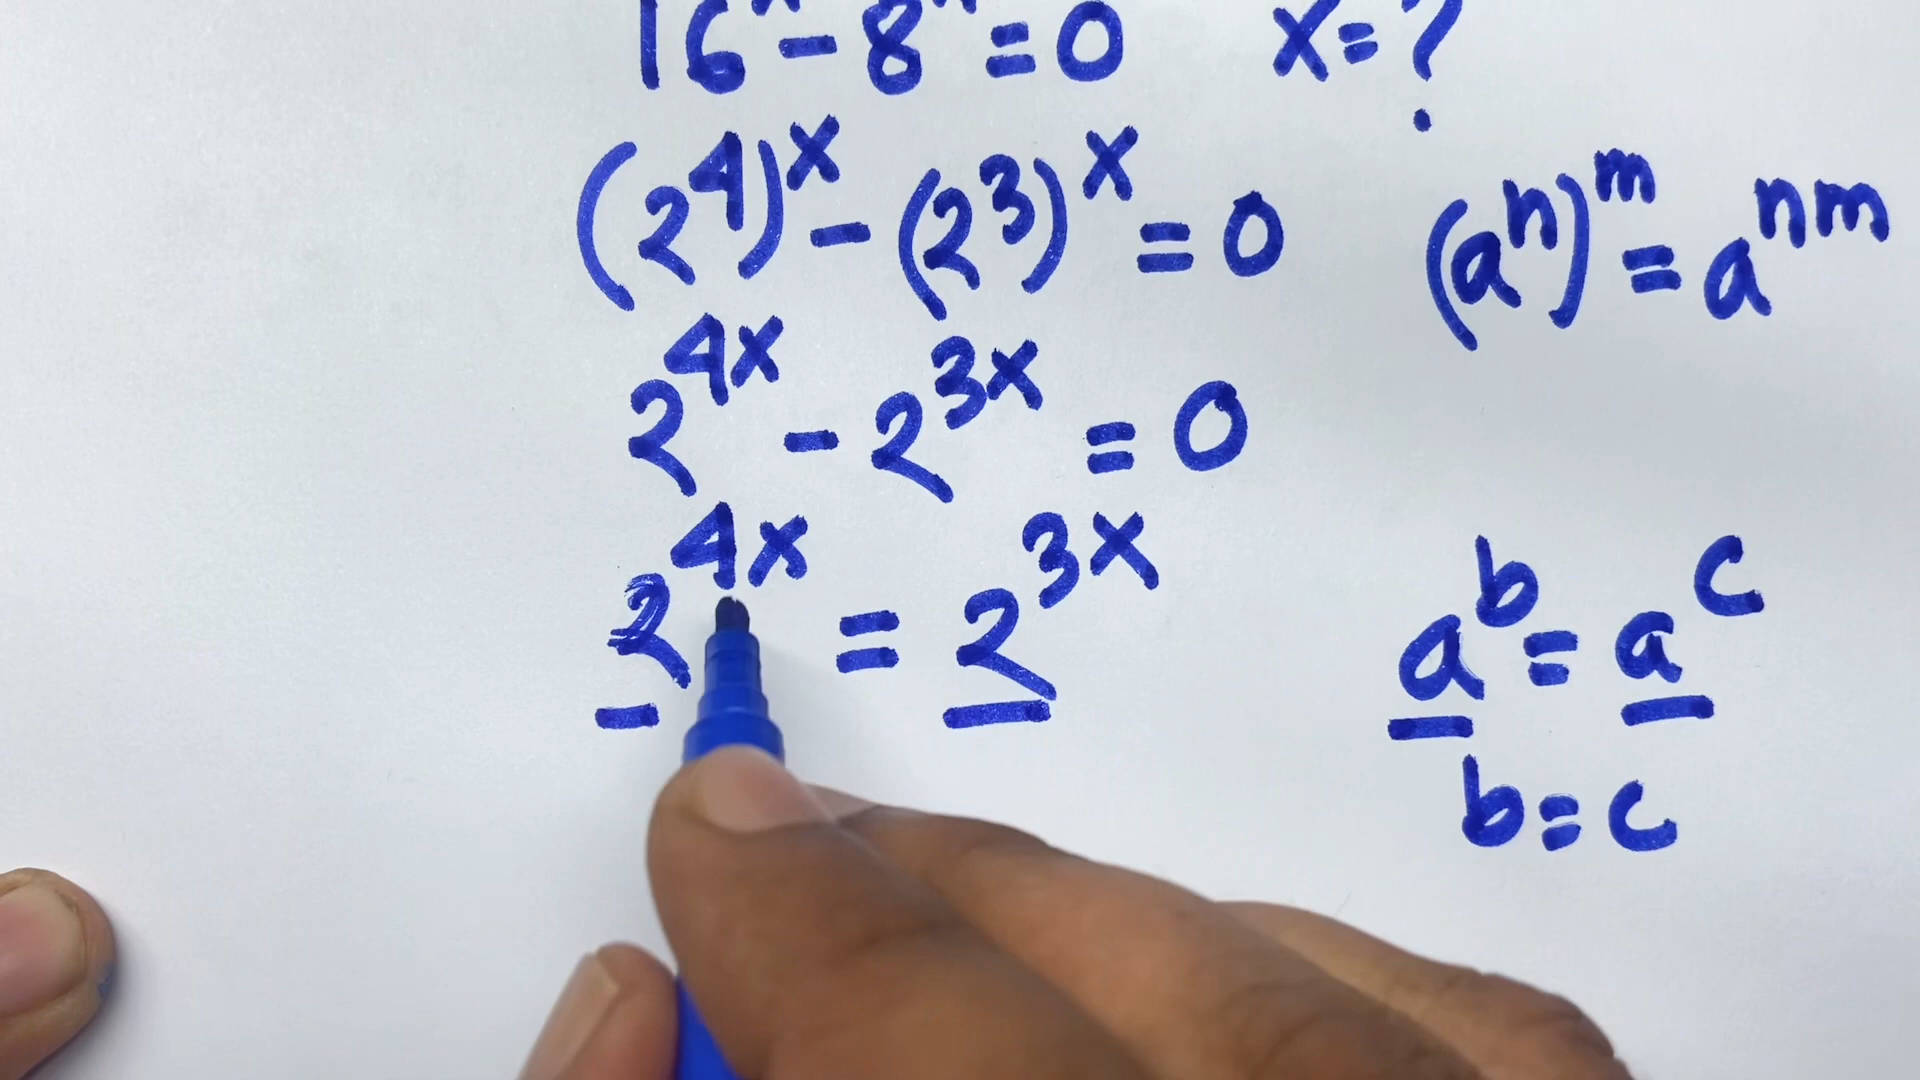 16ˣ - 8ˣ = 0 x = ?
(2⁴)ˣ - (2³)ˣ = 0
(aⁿ)ᵐ = aⁿᵐ
2⁴ˣ - 2³ˣ = 0
2⁴ˣ = 2³ˣ
aᵇ = aᶜ
b = c